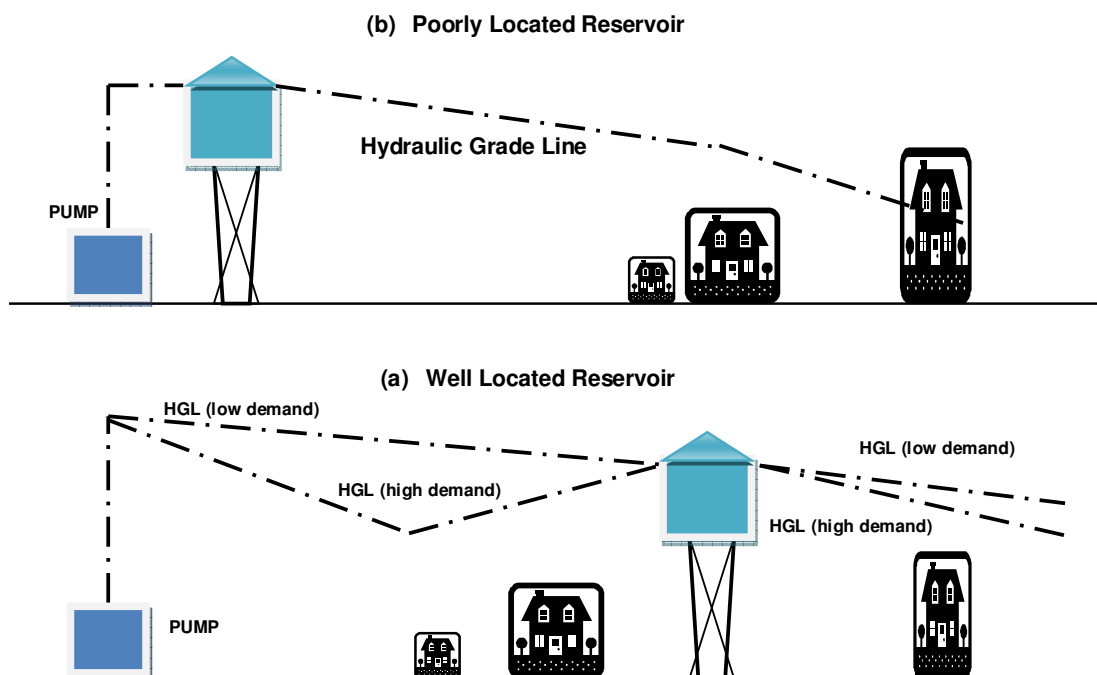 (b) Poorly Located Reservoir
Hydraulic Grade Line
PUMP
(a) Well Located Reservoir
HGL (low demand)
HGL (low demand)
HGL (high demand)
HGL (high demand)
PUMP